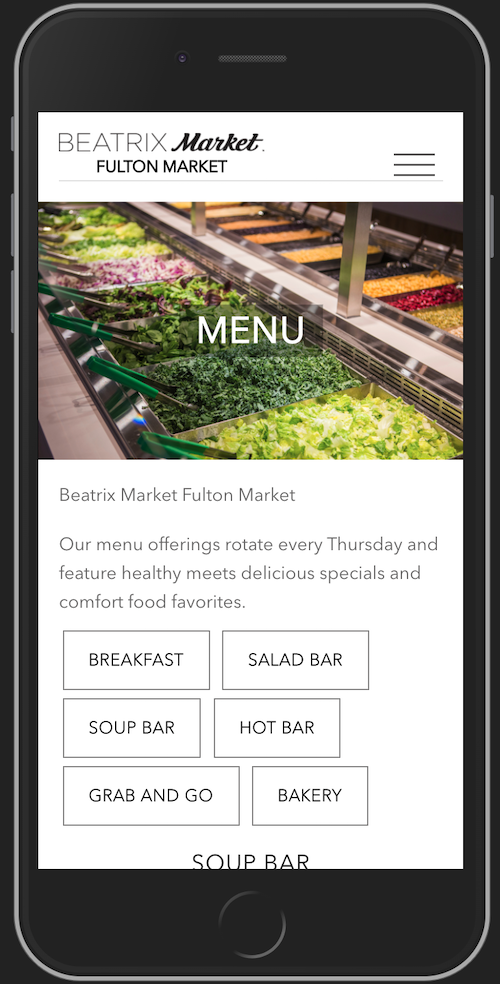 BEATRIX Market.
FULTON MARKET
MENU
Beatrix Market Fulton Market
Our menu offerings rotate every Thursday and
feature healthy meets delicious specials and
comfort food favorites.
BREAKFAST
SALAD BAR
SOUP BAR
HOT BAR
GRAB AND GO
BAKERY
SOUP BAR